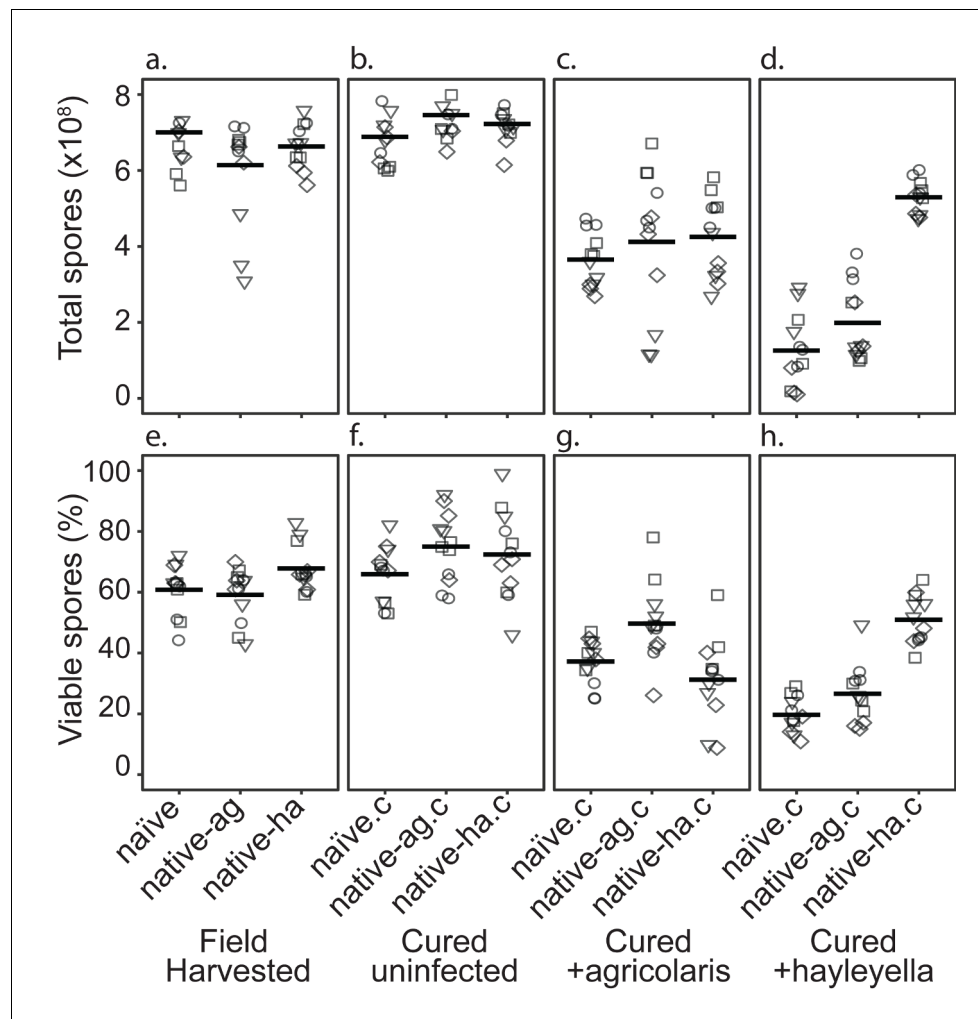 a.
b.
c.
d.
Total spores (x10⁸)
8
6
4
2
0
e.
f.
g.
h.
Viable spores (%)
100
80
60
40
20
0
naïve
native-ag
native-ha
naïve.c
native-ag.c
native-ha.c
naïve.c
native-ag.c
native-ha.c
naïve.c
native-ag.c
native-ha.c
Field
Harvested
Cured
uninfected
Cured
+agricolaris
Cured
+hayleyella